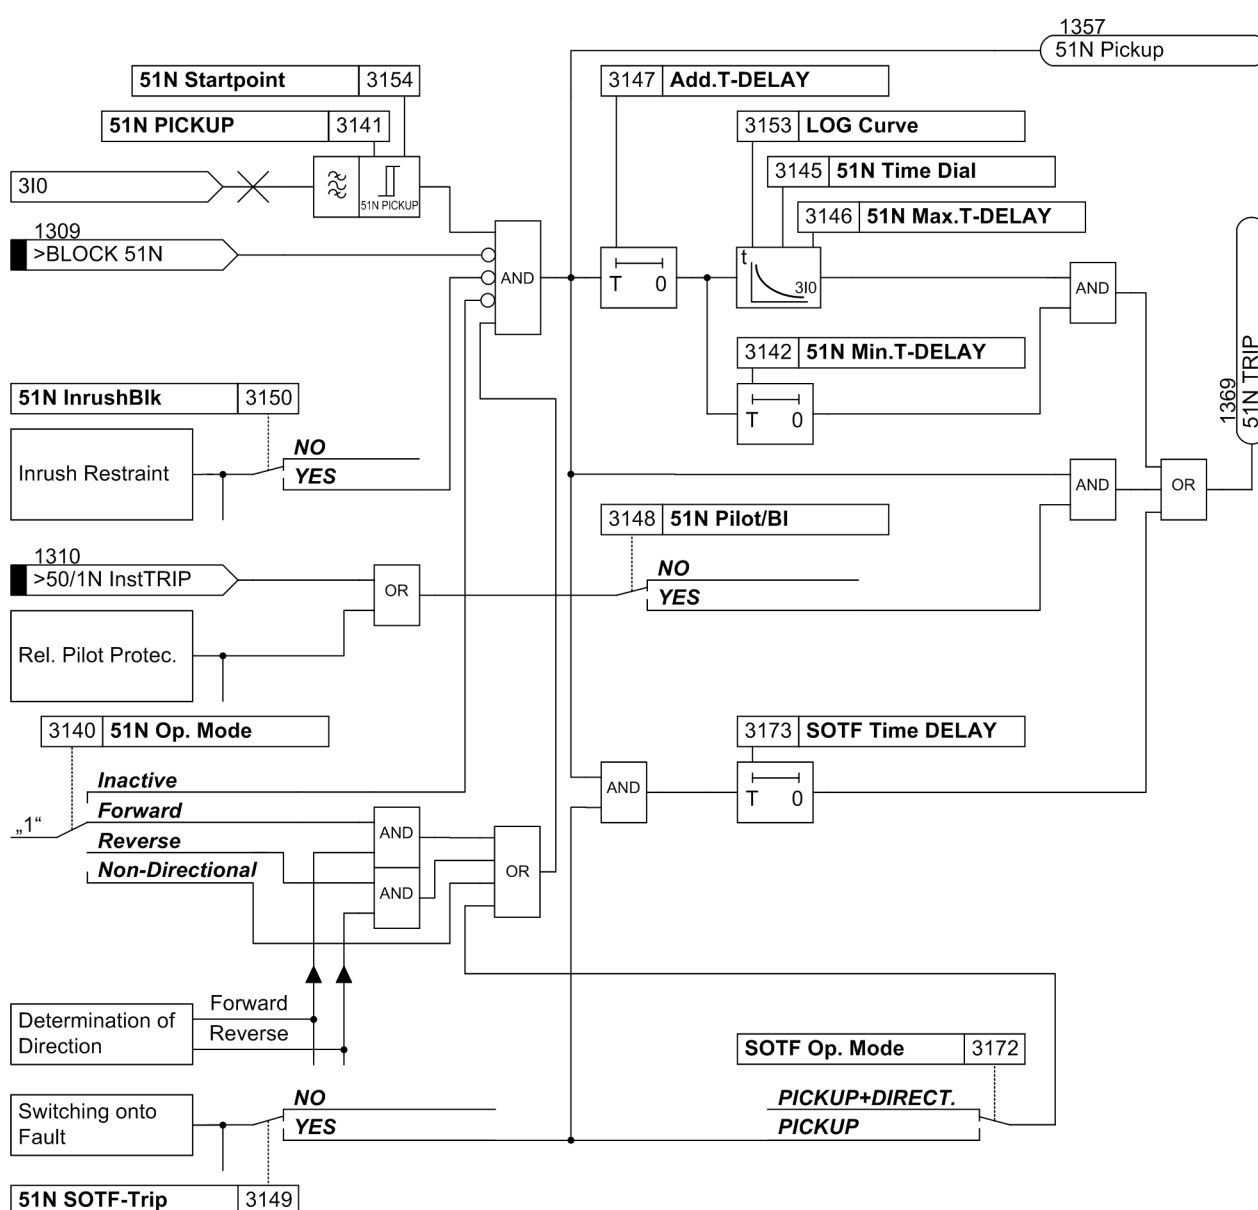 1357
51N Pickup
51N Startpoint 3154
3147 Add.T-DELAY
51N PICKUP 3141
3153 LOG Curve
3145 51N Time Dial
3I0
51N PICKUP
3146 51N Max.T-DELAY
1309
>BLOCK 51N
AND
T 0
t
3I0
AND
3142 51N Min.T-DELAY
T 0
1369
51N TRIP
51N InrushBlk 3150
Inrush Restraint
NO
YES
AND
OR
3148 51N Pilot/BI
1310
>50/1N InstTRIP
OR
NO
YES
Rel. Pilot Protec.
3140 51N Op. Mode
3173 SOTF Time DELAY
Inactive
AND
T 0
Forward
„1“
AND
Reverse
Non-Directional
OR
AND
Forward
Determination of
Direction
Reverse
SOTF Op. Mode 3172
Switching onto
Fault
NO
YES
PICKUP+DIRECT.
PICKUP
51N SOTF-Trip 3149